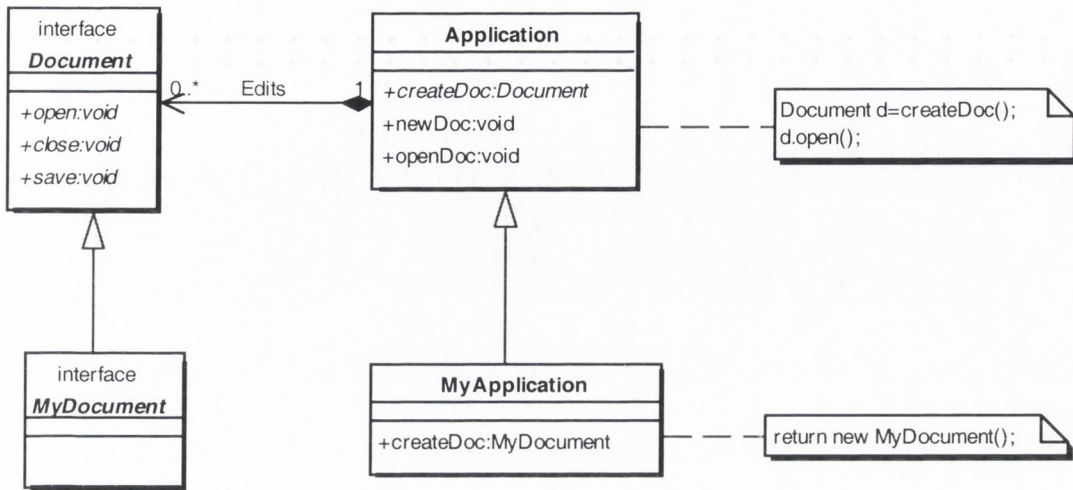 interface
Document
+open:void
+close:void
+save:void
0..*
Edits
1
Application
+createDoc:Document
+newDoc:void
+openDoc:void
Document d=createDoc();
d.open();
interface
MyDocument
MyApplication
+createDoc:MyDocument
return new MyDocument();